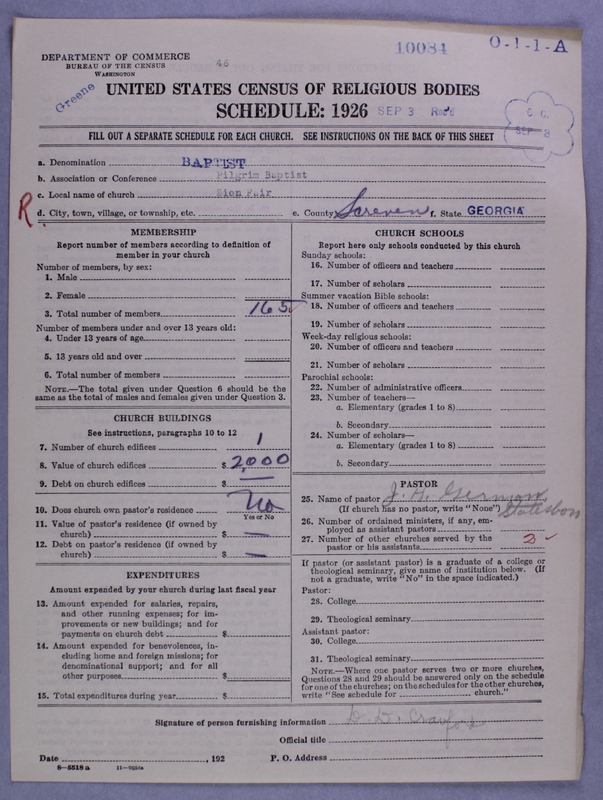 10084 O-1-1-A
DEPARTMENT OF COMMERCE
BUREAU OF THE CENSUS
WASHINGTON
46
Greene
UNITED STATES CENSUS OF RELIGIOUS BODIES
SCHEDULE: 1926 SEP 3 Rec'd
C. C.
SEP 8
FILL OUT A SEPARATE SCHEDULE FOR EACH CHURCH. SEE INSTRUCTIONS ON THE BACK OF THIS SHEET
a. Denomination BAPTIST
b. Association or Conference Pilgrim Baptist
c. Local name of church Zion Fair
R d. City, town, village, or township, etc. e. County Screven f. State GEORGIA
MEMBERSHIP
Report number of members according to definition of
member in your church
Number of members, by sex:
1. Male
2. Female
3. Total number of members 165
Number of members under and over 13 years old:
4. Under 13 years of age
5. 13 years old and over
6. Total number of members
NOTE.—The total given under Question 6 should be the
same as the total of males and females given under Question 3.
CHURCH BUILDINGS
See instructions, paragraphs 10 to 12
7. Number of church edifices 1
8. Value of church edifices $ 2,000
9. Debt on church edifices $ —
10. Does church own pastor's residence No
Yes or No
11. Value of pastor's residence (if owned by
church) $ —
12. Debt on pastor's residence (if owned by
church) $ —
EXPENDITURES
Amount expended by your church during last fiscal year
13. Amount expended for salaries, repairs,
and other running expenses; for im-
provements or new buildings; and for
payments on church debt $
14. Amount expended for benevolences, in-
cluding home and foreign missions; for
denominational support; and for all
other purposes $
15. Total expenditures during year $
CHURCH SCHOOLS
Report here only schools conducted by this church
Sunday schools:
16. Number of officers and teachers
17. Number of scholars
Summer vacation Bible schools:
18. Number of officers and teachers
19. Number of scholars
Week-day religious schools:
20. Number of officers and teachers
21. Number of scholars
Parochial schools:
22. Number of administrative officers
23. Number of teachers—
a. Elementary (grades 1 to 8)
b. Secondary
24. Number of scholars—
a. Elementary (grades 1 to 8)
b. Secondary
PASTOR
25. Name of pastor J. H. German
(If church has no pastor, write "None") Statesboro
26. Number of ordained ministers, if any, em-
ployed as assistant pastors
27. Number of other churches served by the
pastor or his assistants 2 ✓
If pastor (or assistant pastor) is a graduate of a college or
theological seminary, give name of institution below. (If
not a graduate, write "No" in the space indicated.)
Pastor:
28. College
29. Theological seminary
Assistant pastor:
30. College
31. Theological seminary
NOTE.—Where one pastor serves two or more churches,
Questions 28 and 29 should be answered only on the schedule
for one of the churches; on the schedules for the other churches,
write "See schedule for church."
Signature of person furnishing information D. D. Crawford
Official title
Date , 192 P. O. Address
8-5518 a